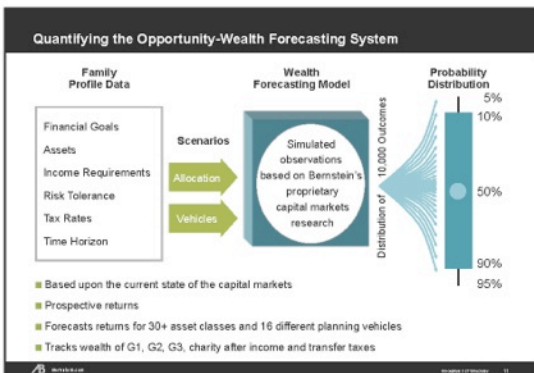 Quantifying the Opportunity-Wealth Forecasting System
Family
Profile Data
Financial Goals
Assets
Income Requirements
Risk Tolerance
Tax Rates
Time Horizon
Scenarios
Allocation
Vehicles
Wealth
Forecasting Model
Simulated
observations
based on Bernstein's
proprietary
capital markets
research
Distribution of 10,000 Outcomes
Probability
Distribution
5%
10%
50%
90%
95%
Based upon the current state of the capital markets
Prospective returns
Forecasts returns for 30+ asset classes and 16 different planning vehicles
Tracks wealth of G1, G2, G3, charity after income and transfer taxes
AB